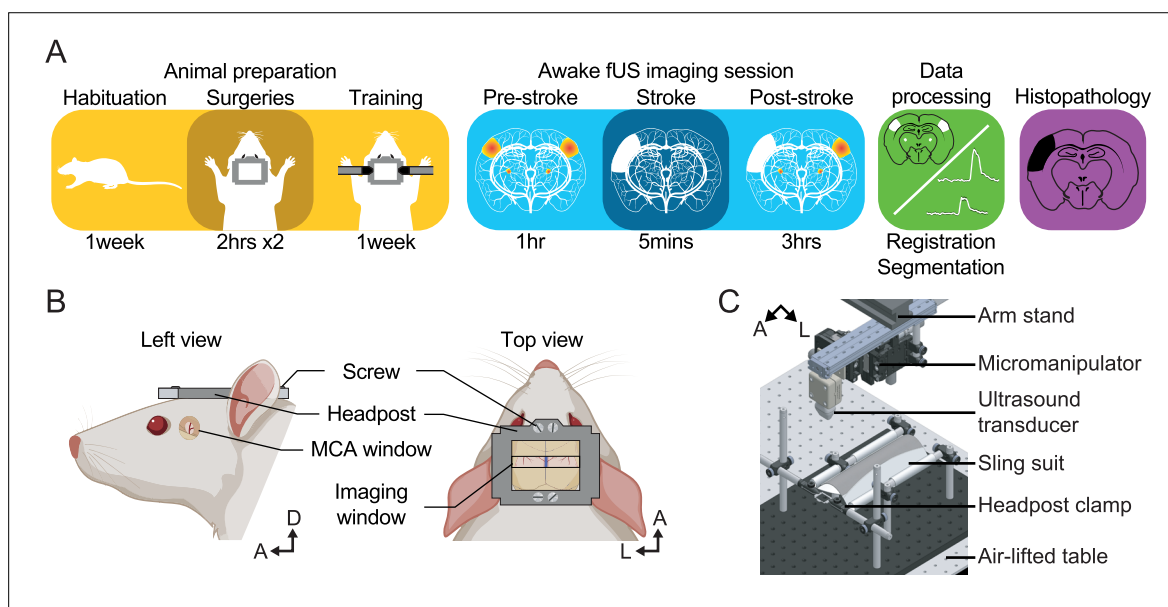 A
Animal preparation
Habituation
Surgeries
Training
1week
2hrs x2
1week
Awake fUS imaging session
Pre-stroke
Stroke
Post-stroke
1hr
5mins
3hrs
Data
processing
Registration
Segmentation
Histopathology
B
Left view
Top view
Screw
Headpost
MCA window
Imaging
window
D
A
A
L
C
A
L
Arm stand
Micromanipulator
Ultrasound
transducer
Sling suit
Headpost clamp
Air-lifted table